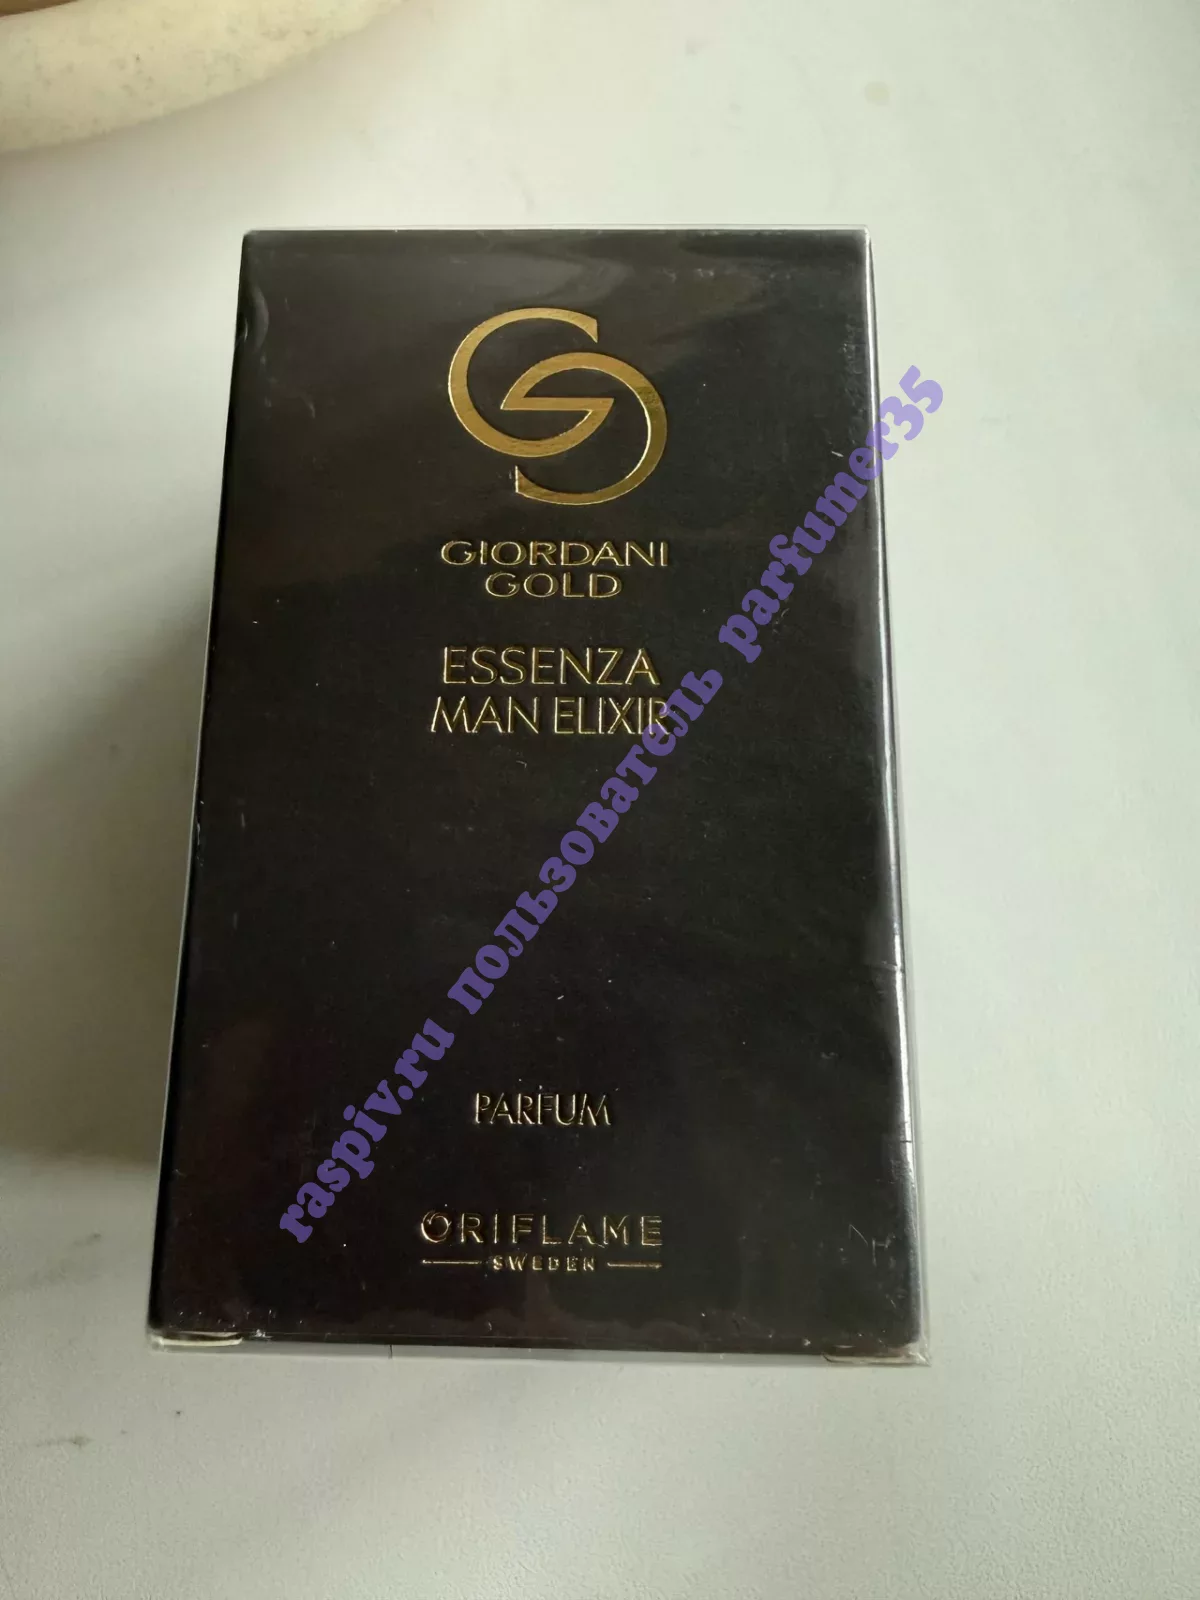 GIORDANI
GOLD
ESSENZA
MAN ELIXIR
PARFUM
ORIFLAME
SWEDEN
raspiv.ru пользователь parfumer35